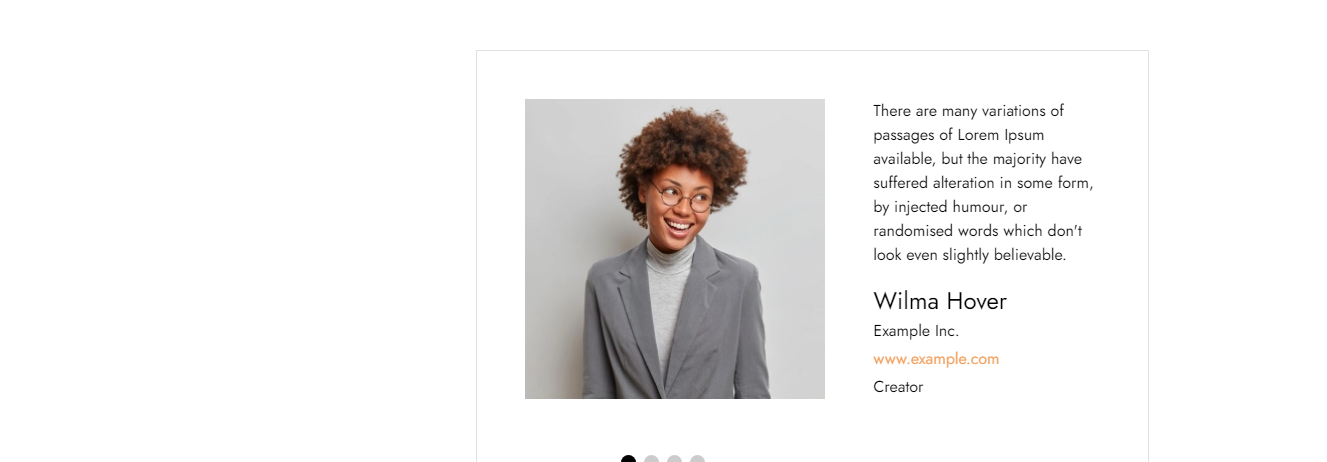 There are many variations of
passages of Lorem Ipsum
available, but the majority have
suffered alteration in some form,
by injected humour, or
randomised words which don't
look even slightly believable.
Wilma Hover
Example Inc.
www.example.com
Creator